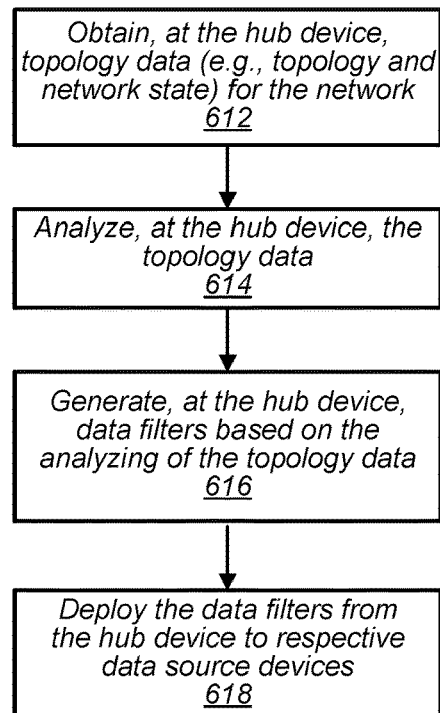 Obtain, at the hub device,
topology data (e.g., topology and
network state) for the network
612
Analyze, at the hub device, the
topology data
614
Generate, at the hub device,
data filters based on the
analyzing of the topology data
616
Deploy the data filters from
the hub device to respective
data source devices
618